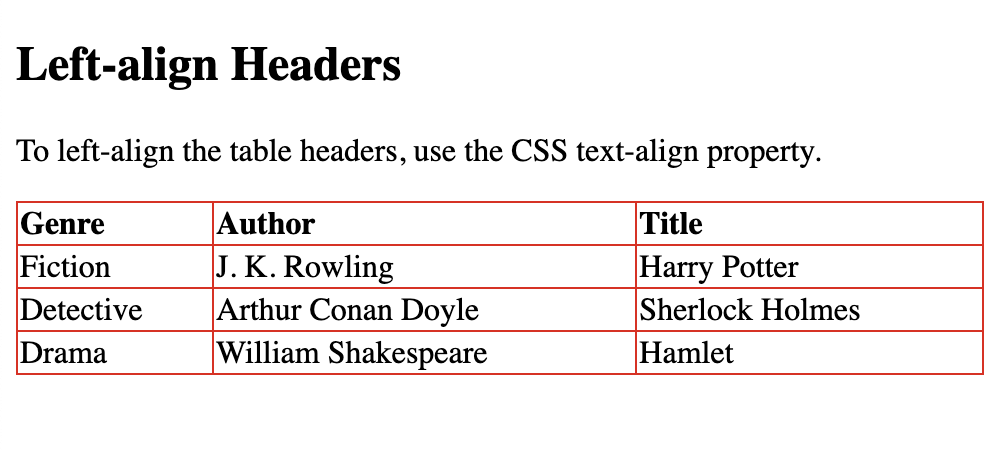 Left-align Headers
To left-align the table headers, use the CSS text-align property.
Genre Author Title
Fiction J. K. Rowling Harry Potter
Detective Arthur Conan Doyle Sherlock Holmes
Drama William Shakespeare Hamlet